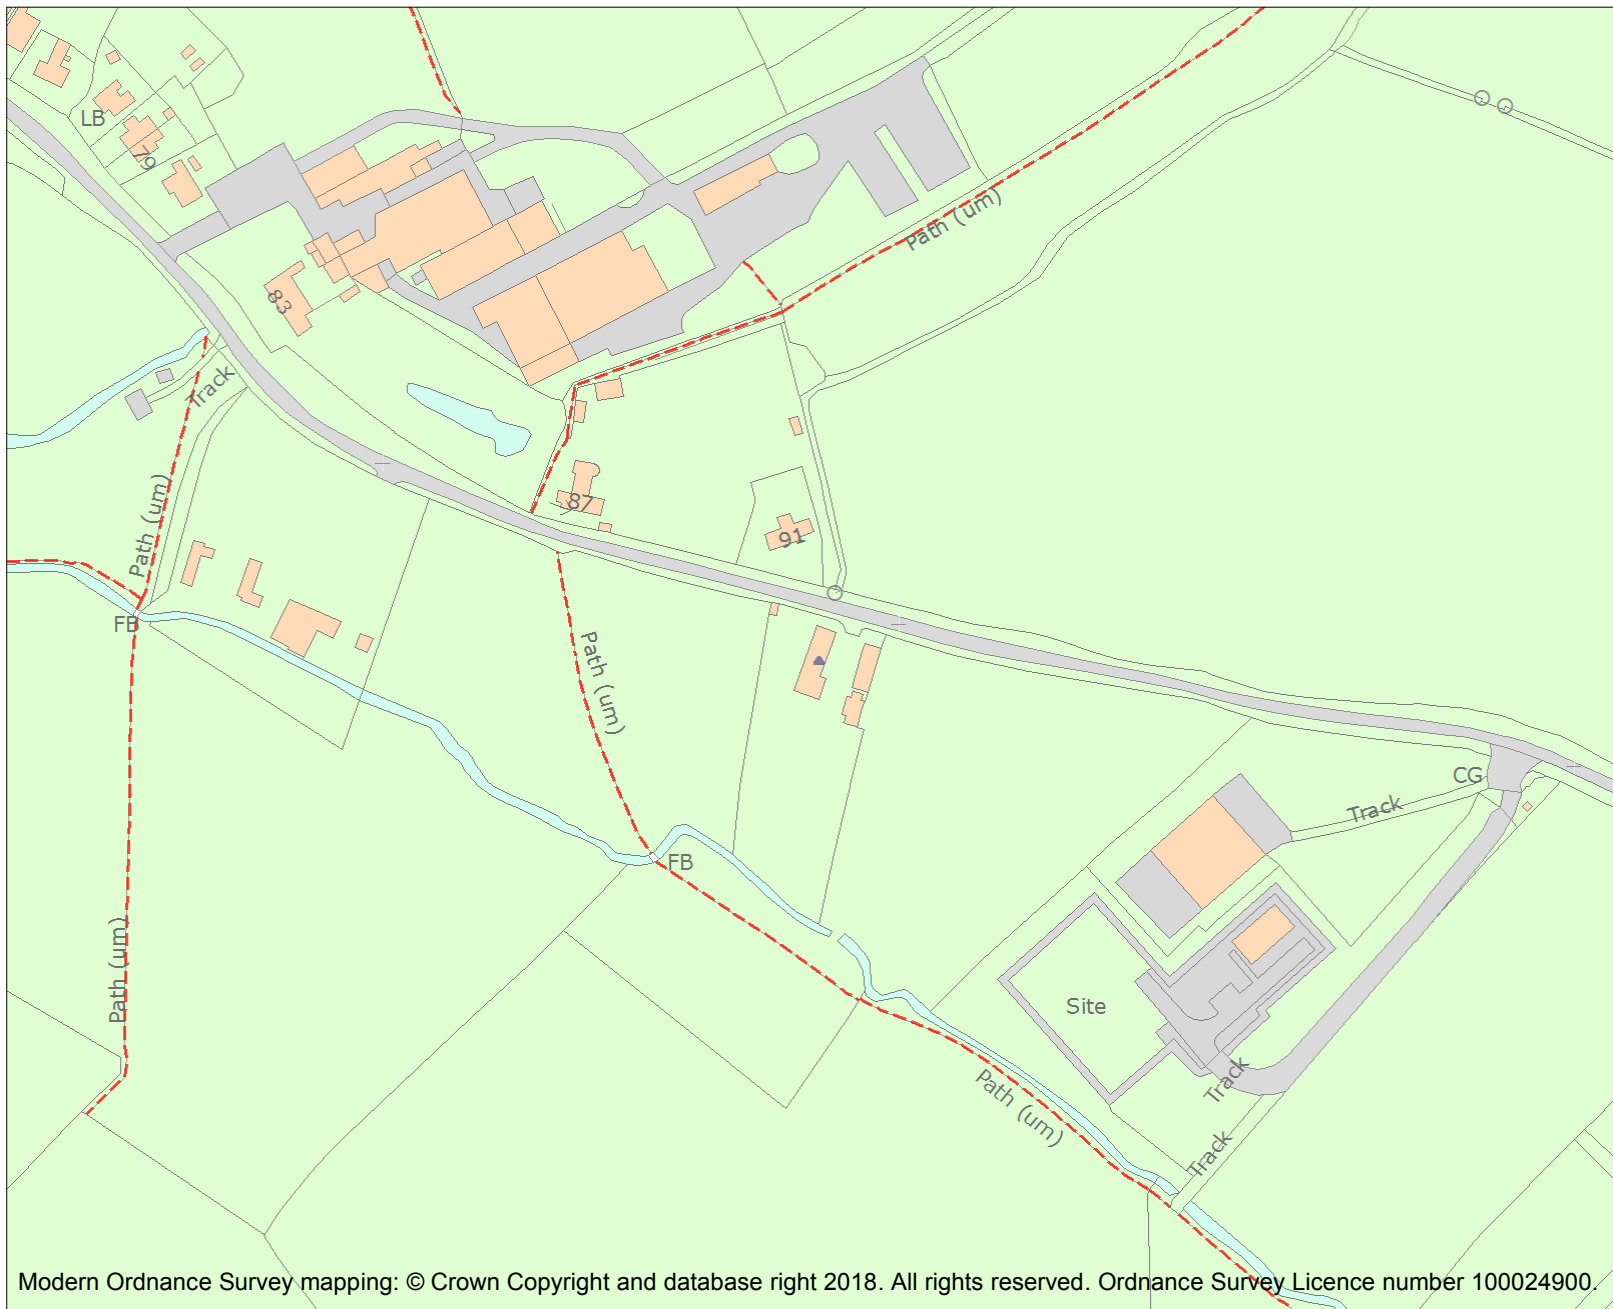 LB
79
Path (um)
83
Track
Path (um)
87
91
FB
Path (um)
CG
Track
FB
Path (um)
Site
Track
Path (um)
Track
Modern Ordnance Survey mapping: © Crown Copyright and database right 2018. All rights reserved. Ordnance Survey Licence number 100024900.